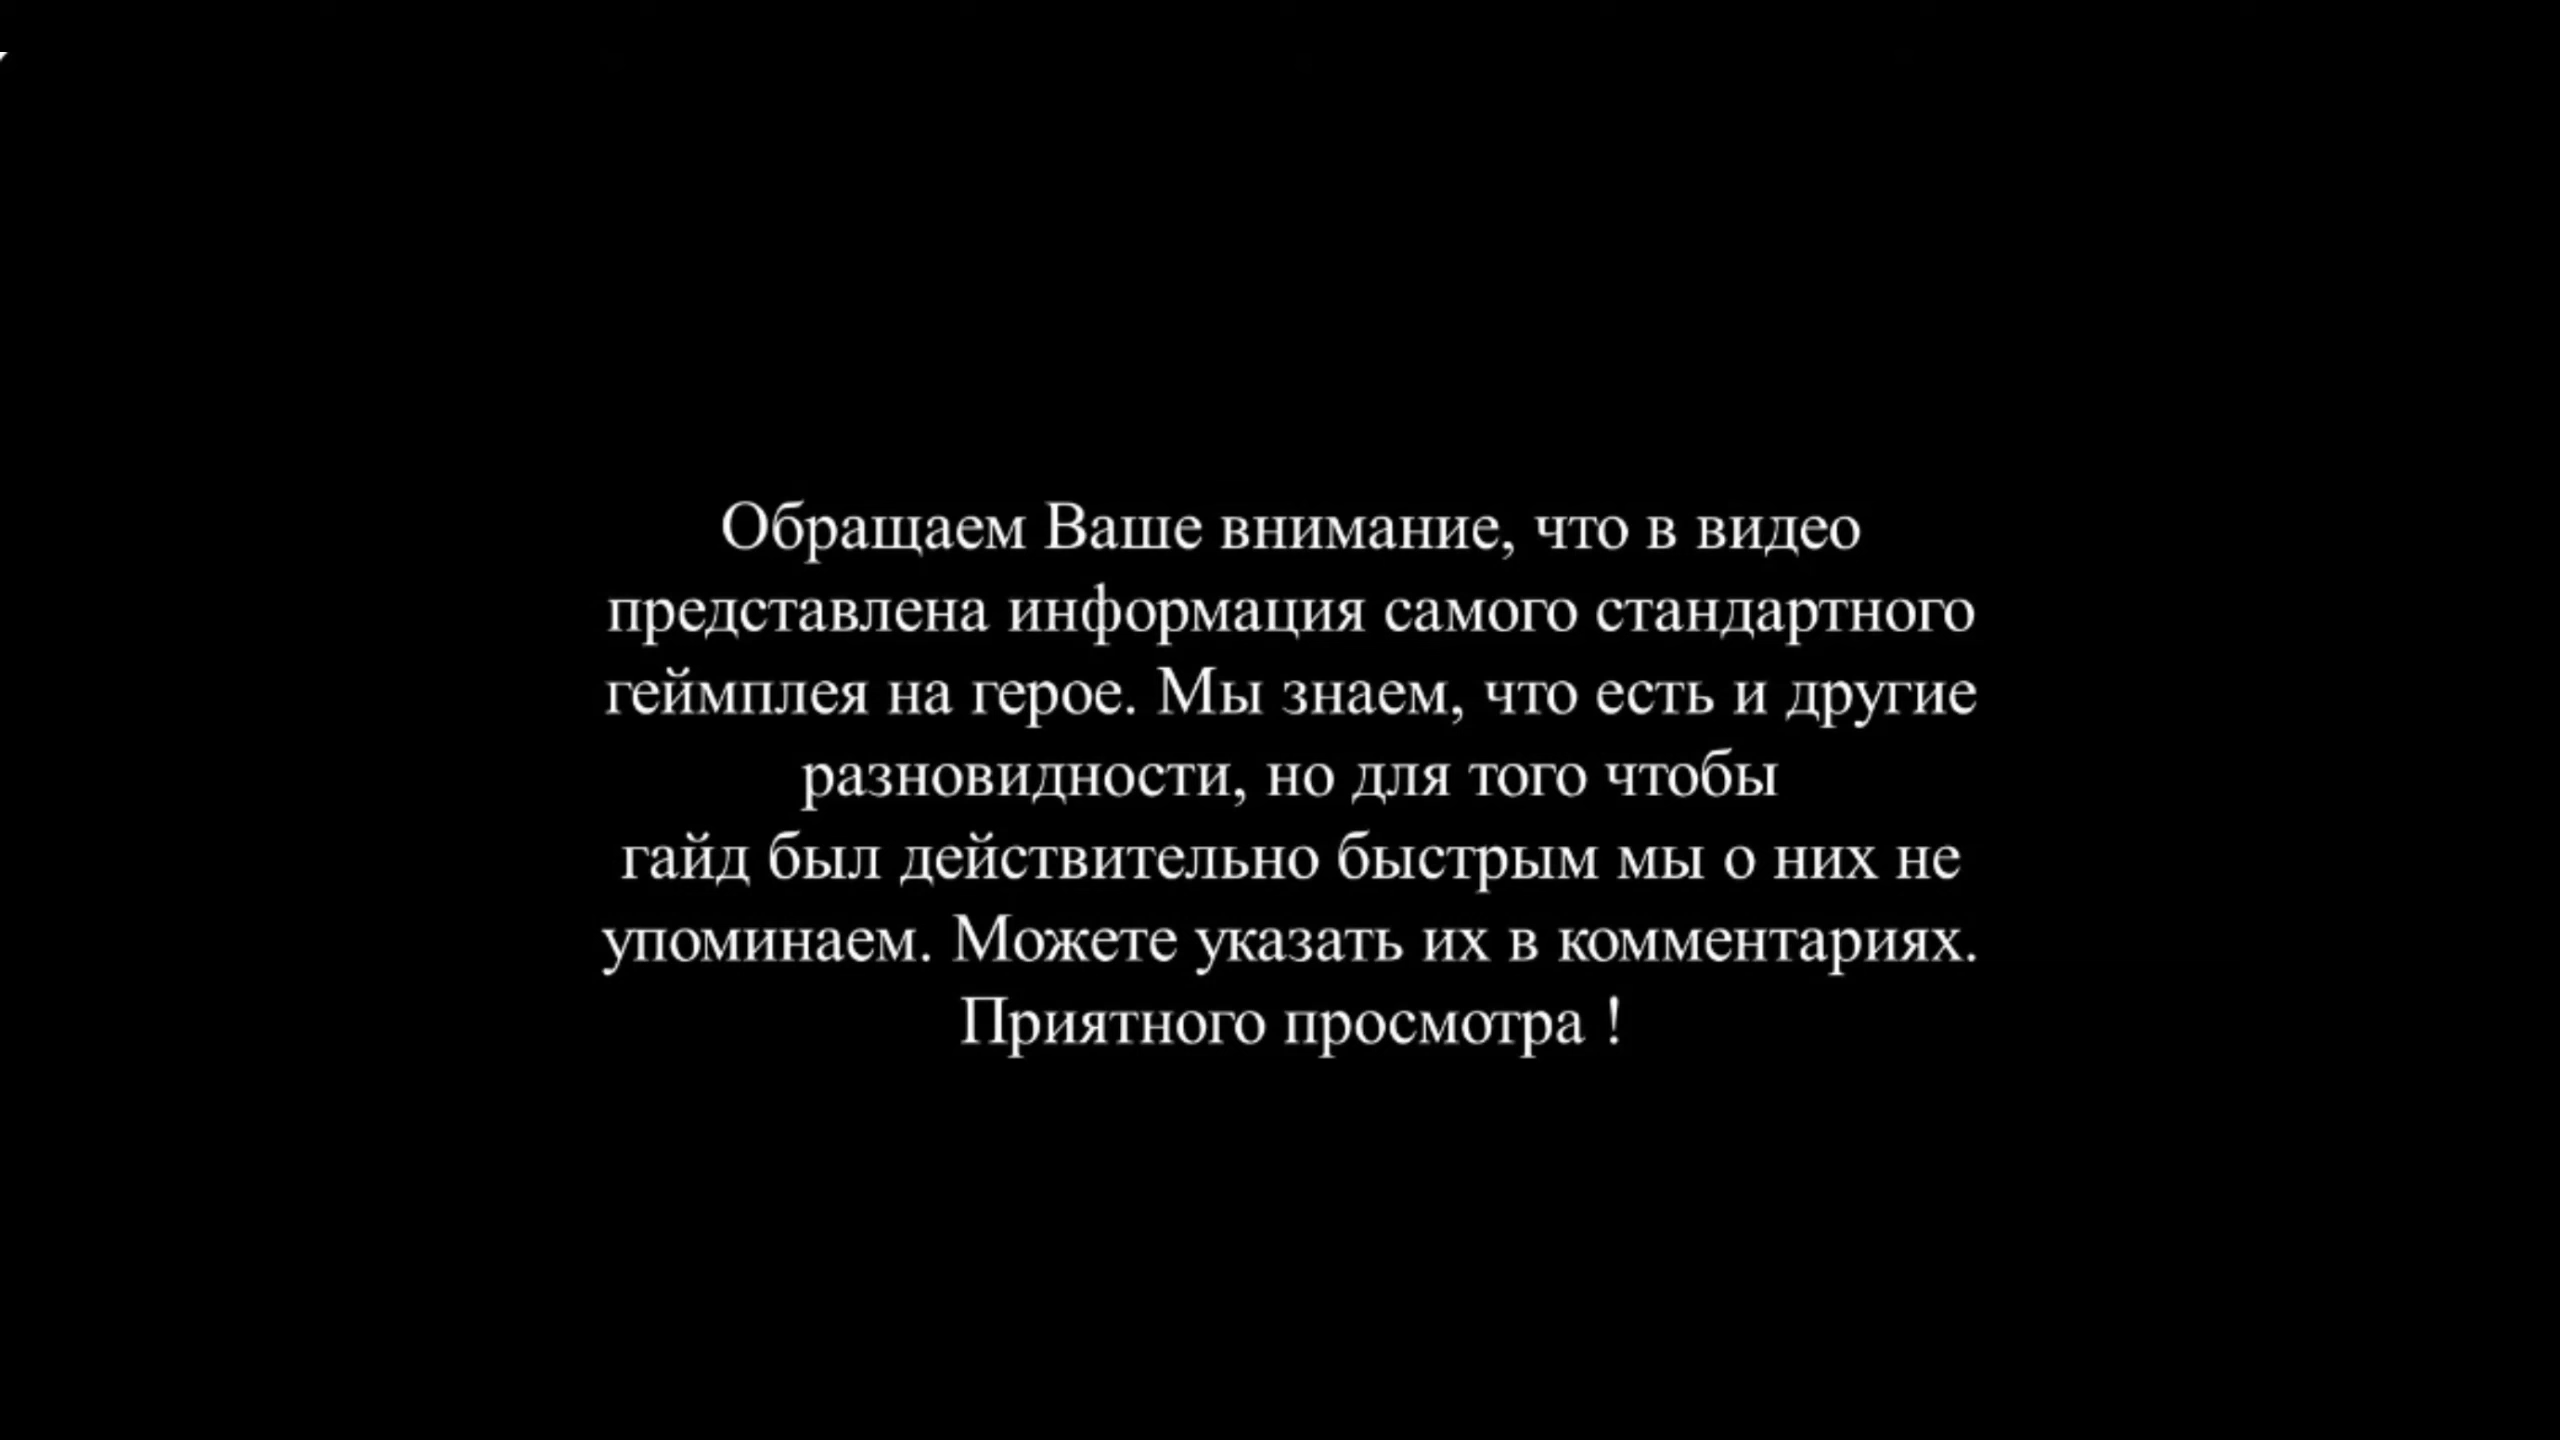 Обращаем Ваше внимание, что в видео
представлена информация самого стандартного
геймплея на герое. Мы знаем, что есть и другие
разновидности, но для того чтобы
гайд был действительно быстрым мы о них не
упоминаем. Можете указать их в комментариях.
Приятного просмотра !